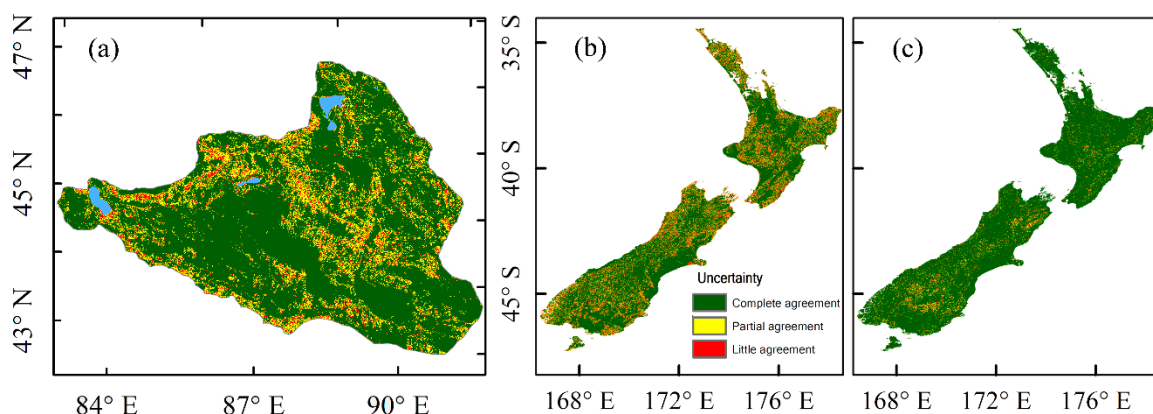 (a)
47° N
45° N
43° N
84° E
87° E
90° E
(b)
35° S
40° S
45° S
Uncertainty
Complete agreement
Partial agreement
Little agreement
168° E
172° E
176° E
(c)
168° E
172° E
176° E